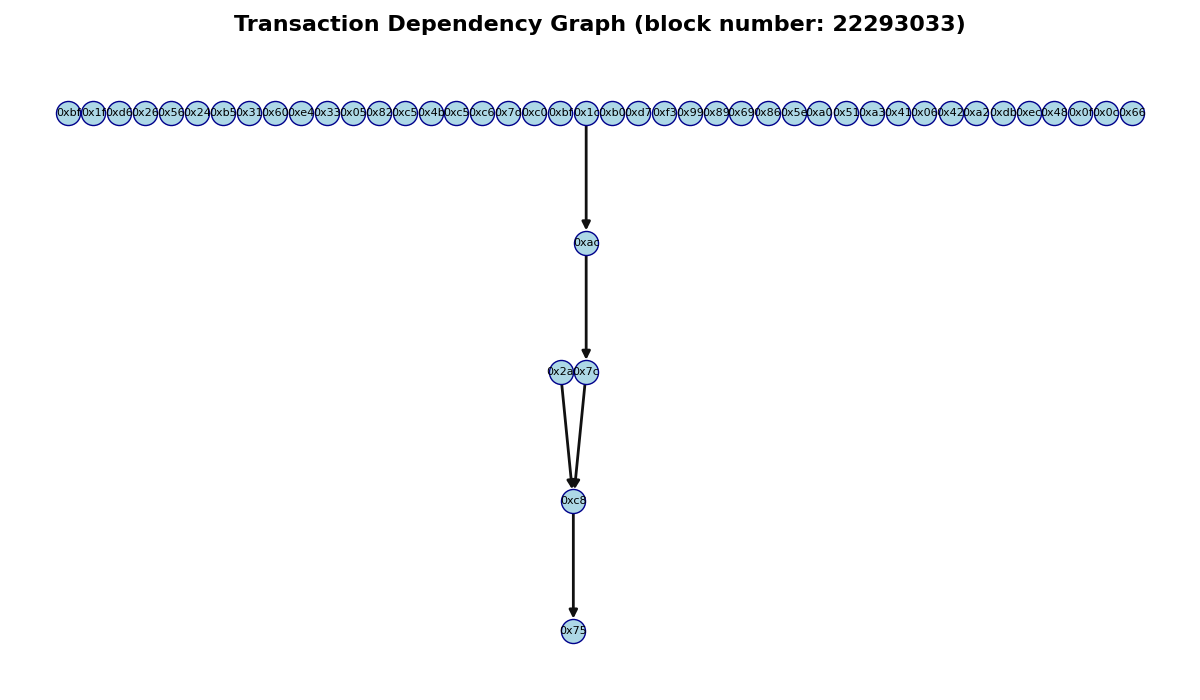 Transaction Dependency Graph (block number: 22293033)
0xbf 0x1f 0xd6 0x26 0x56 0x24 0xb5 0x31 0x60 0xe4 0x33 0x05 0x82 0xc5 0x4b 0xc5 0xc6 0x7d 0xc0 0xbf 0x1c 0xb0 0xd7 0xf3 0x99 0x89 0x69 0x86 0x5e 0xa0 0x51 0xa3 0x41 0x06 0x42 0xa2 0xdb 0xec 0x48 0x0f 0x0c 0x66
0xac
0x2a 0x7c
0xc8
0x75